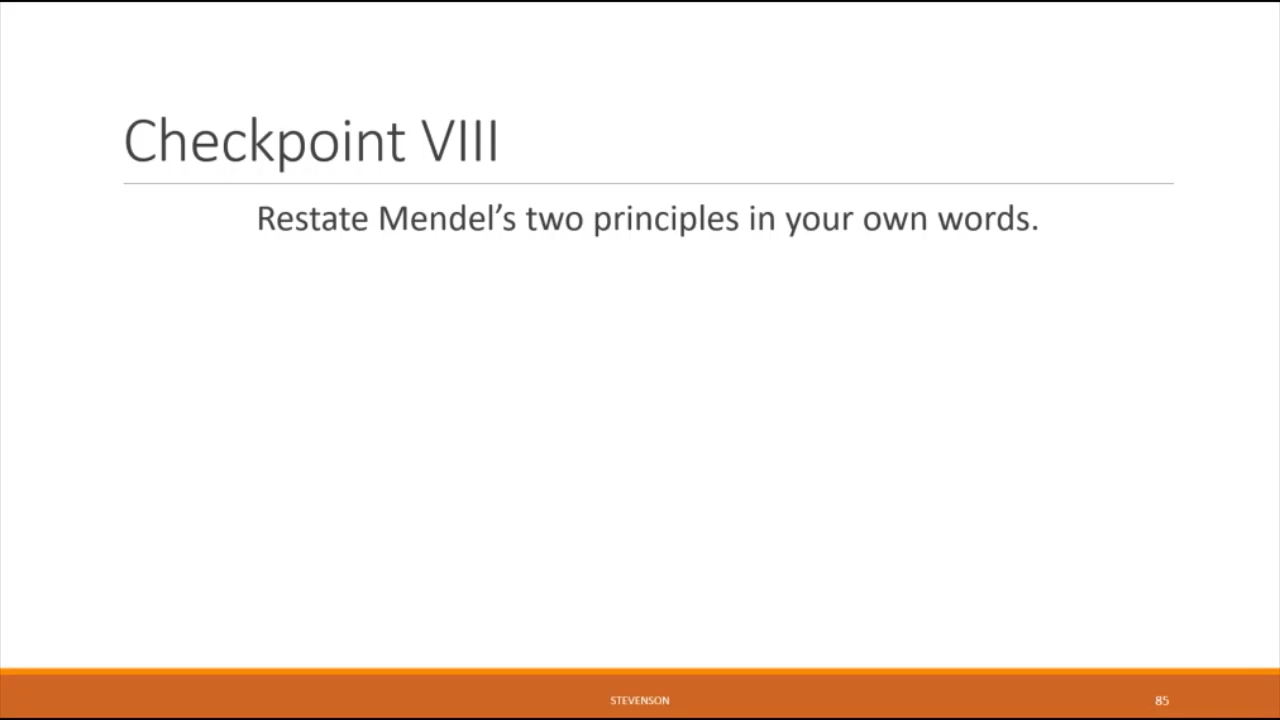 Checkpoint VIII
Restate Mendel’s two principles in your own words.
STEVENSON
85